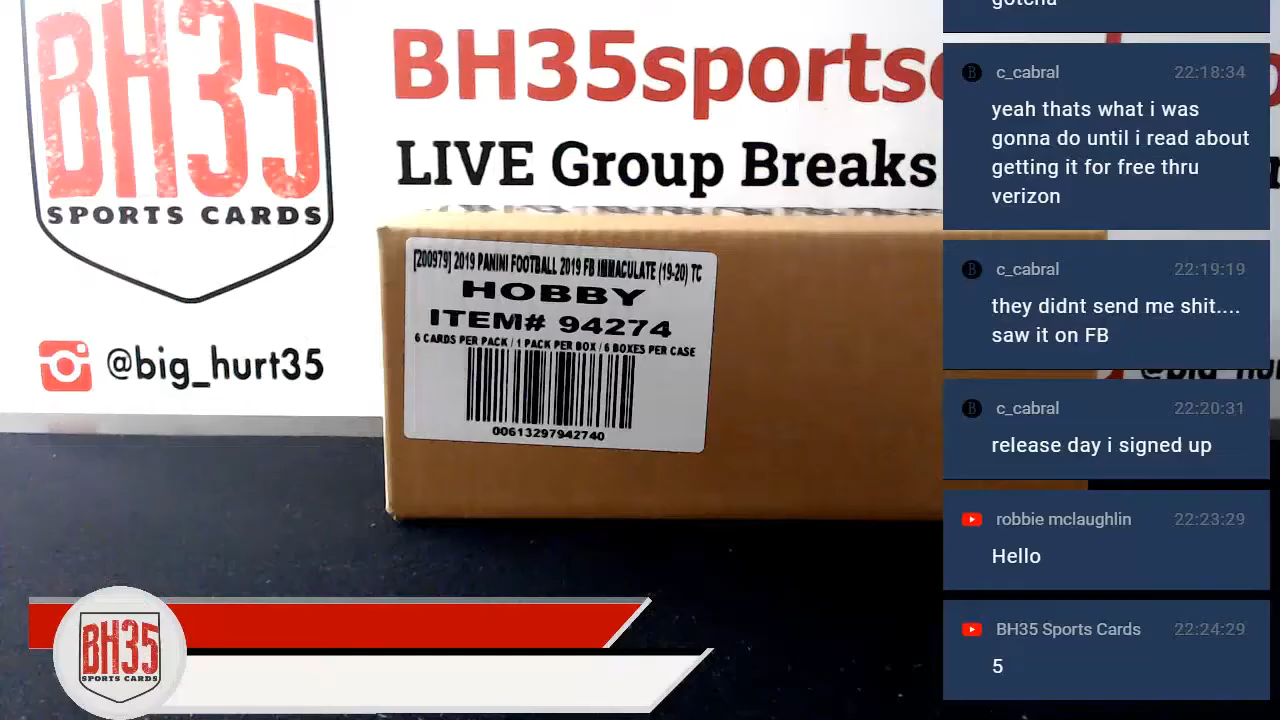 BH35
SPORTS CARDS
@big_hurt35
BH35sports
LIVE Group Breaks
[200979] 2019 PANINI FOOTBALL 2019 FB IMMACULATE (19-20) TC
HOBBY
ITEM# 94274
6 CARDS PER PACK / 1 PACK PER BOX / 6 BOXES PER CASE
00613297942740
gotcha
c_cabral 22:18:34
yeah thats what i was
gonna do until i read about
getting it for free thru
verizon
c_cabral 22:19:19
they didnt send me shit....
saw it on FB
c_cabral 22:20:31
release day i signed up
robbie mclaughlin 22:23:29
Hello
BH35 Sports Cards 22:24:29
5
BH35
SPORTS CARDS